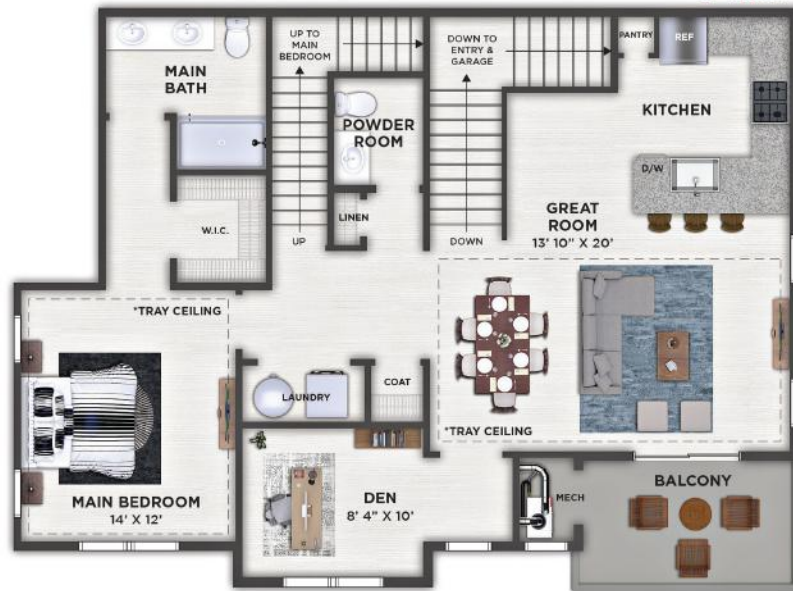 UP TO
MAIN
BEDROOM
DOWN TO
ENTRY &
GARAGE
PANTRY
REF
MAIN
BATH
KITCHEN
POWDER
ROOM
D/W
W.I.C.
LINEN
GREAT
ROOM
13' 10" X 20'
UP
DOWN
*TRAY CEILING
COAT
LAUNDRY
*TRAY CEILING
MAIN BEDROOM
14' X 12'
DEN
8' 4" X 10'
MECH
BALCONY